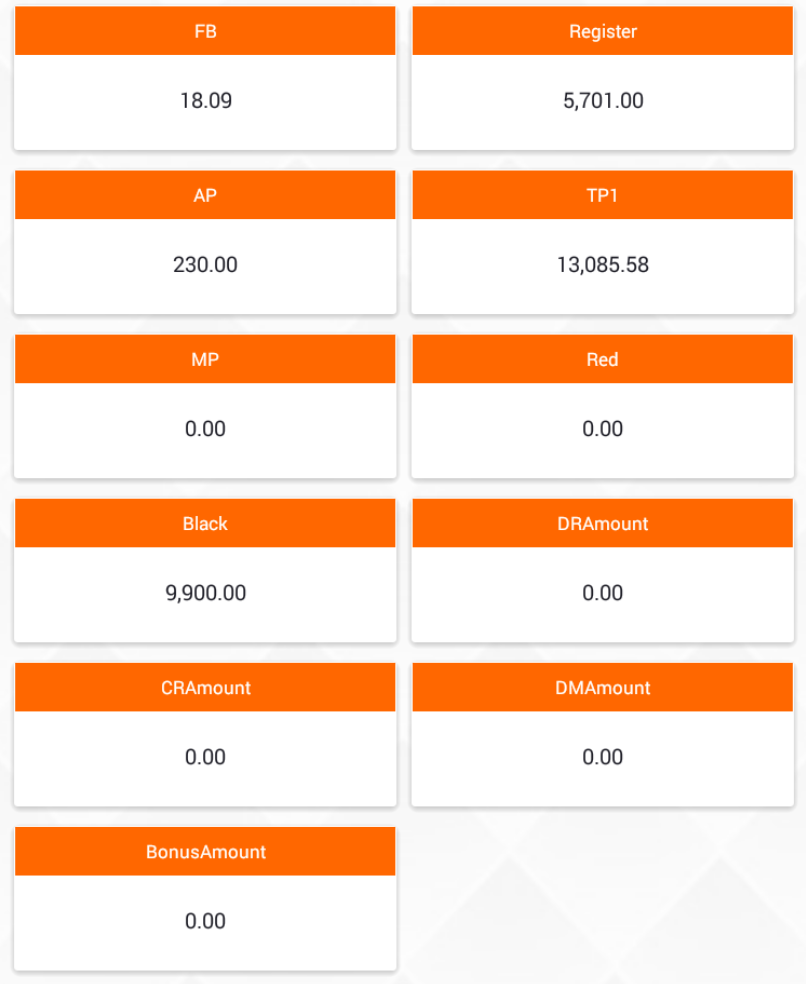 FB
18.09
Register
5,701.00
AP
230.00
TP1
13,085.58
MP
0.00
Red
0.00
Black
9,900.00
DRAmount
0.00
CRAmount
0.00
DMAmount
0.00
BonusAmount
0.00